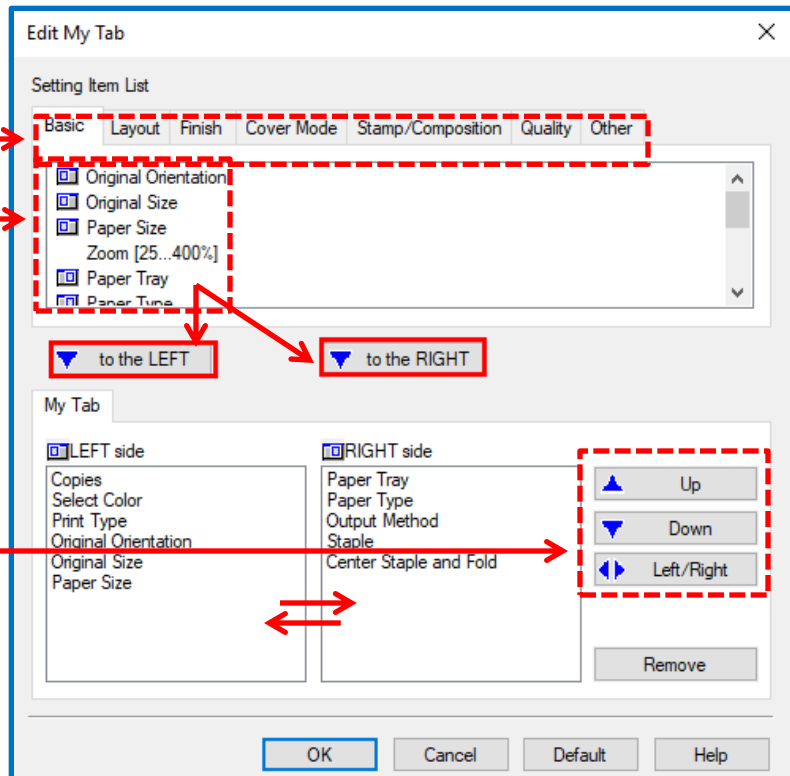 Edit My Tab
Setting Item List
Basic Layout Finish Cover Mode Stamp/Composition Quality Other
Original Orientation
Original Size
Paper Size
Zoom [25...400%]
Paper Tray
Paper Type
to the LEFT to the RIGHT
My Tab
LEFT side
Copies
Select Color
Print Type
Original Orientation
Original Size
Paper Size
RIGHT side
Paper Tray
Paper Type
Output Method
Staple
Center Staple and Fold
Up
Down
Left/Right
Remove
OK Cancel Default Help